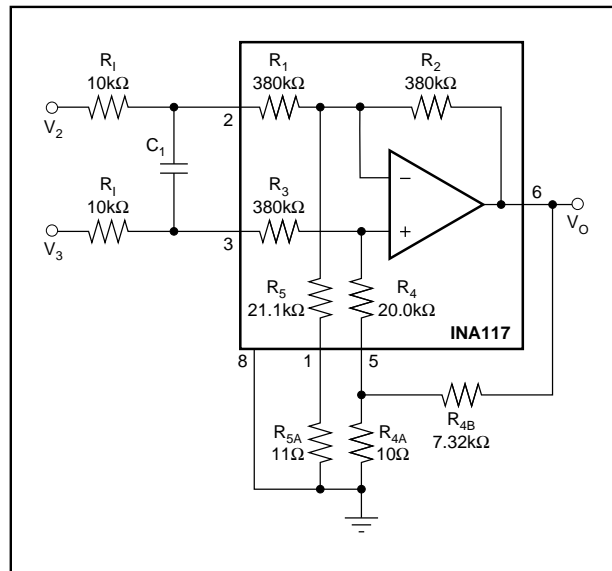 R_I
10kΩ
R_1
380kΩ
R_2
380kΩ
V_2
2
C_1
R_I
10kΩ
R_3
380kΩ
−
+
6
V_O
V_3
3
R_5
21.1kΩ
R_4
20.0kΩ
INA117
8
1
5
R_4B
7.32kΩ
R_5A
11Ω
R_4A
10Ω